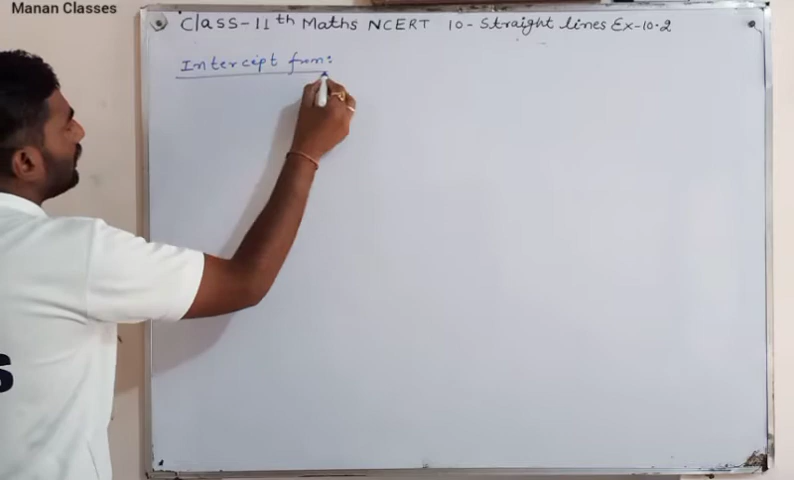 Manan Classes
Class-11th Maths NCERT 10-Straight lines Ex-10.2
Intercept from:
S